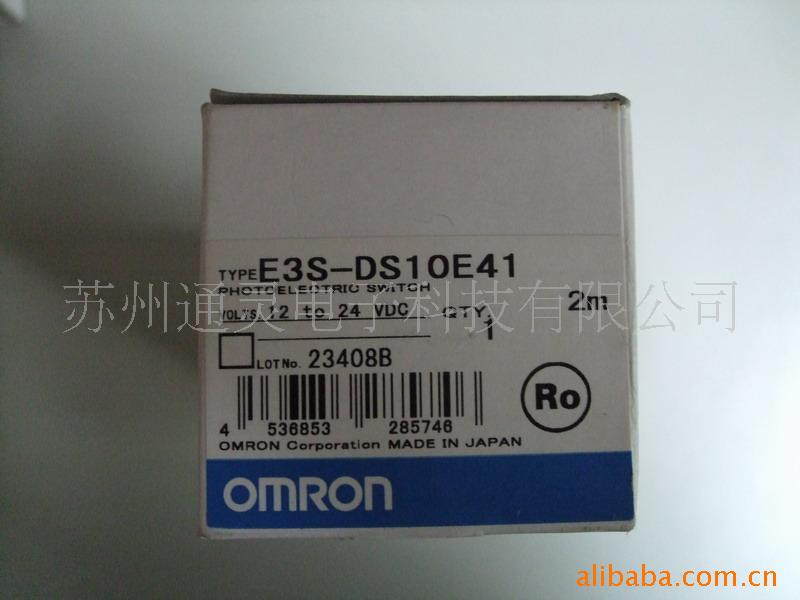 TYPE E3S-DS10E41
PHOTOELECTRIC SWITCH
VOLTS 12 to 24 VDC QTY 1 2m
苏州通灵电子科技有限公司
LOT No. 23408B
Ro
4 536853 285746
OMRON Corporation MADE IN JAPAN
OMRON
alibaba.com.cn